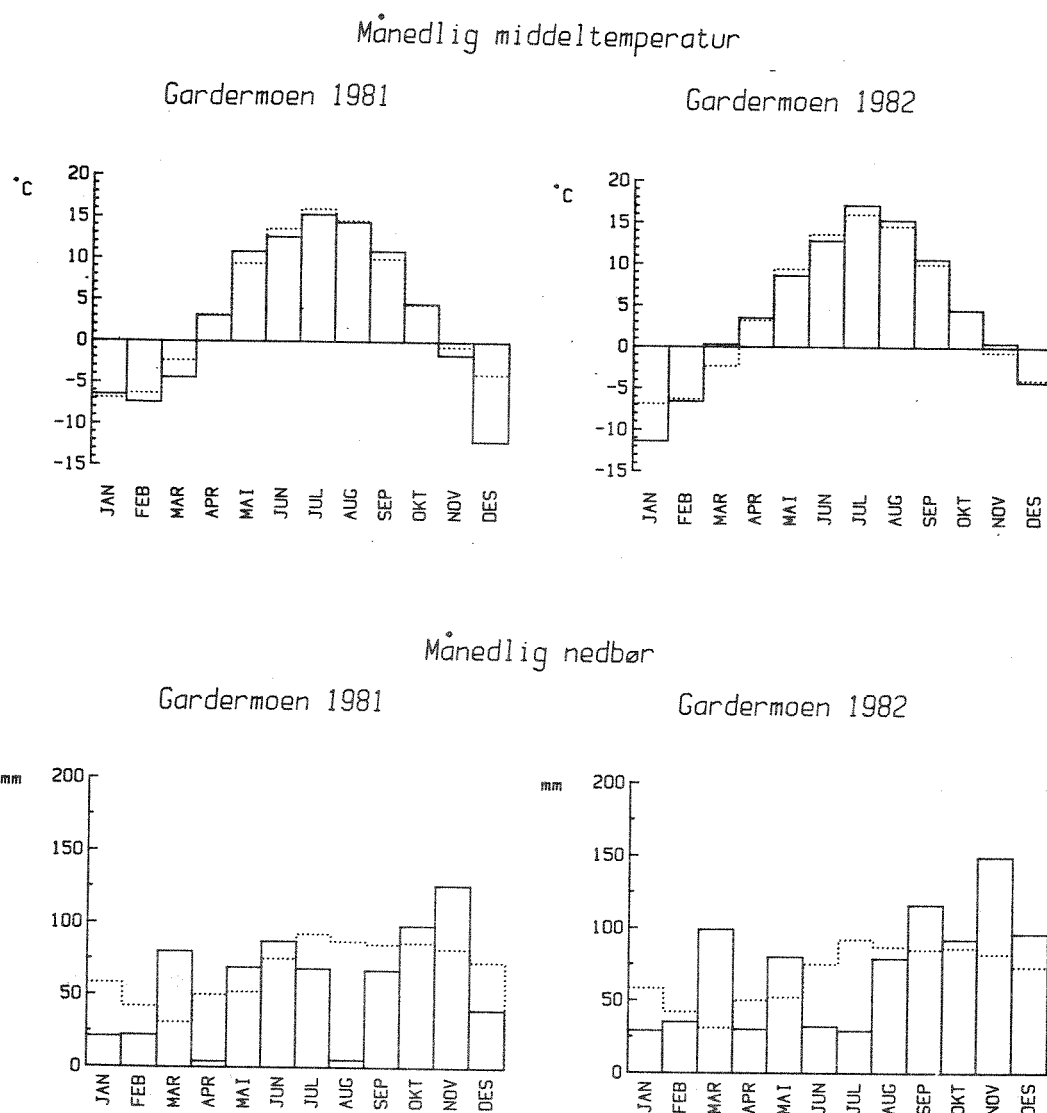 Månedlig middeltemperatur
Gardermoen 1981
Gardermoen 1982
°C
20
15
10
5
0
-5
-10
-15
JAN FEB MAR APR MAI JUN JUL AUG SEP OKT NOV DES
°C
20
15
10
5
0
-5
-10
-15
JAN FEB MAR APR MAI JUN JUL AUG SEP OKT NOV DES
Månedlig nedbør
Gardermoen 1981
Gardermoen 1982
mm
200
150
100
50
0
JAN FEB MAR APR MAI JUN JUL AUG SEP OKT NOV DES
mm
200
150
100
50
0
JAN FEB MAR APR MAI JUN JUL AUG SEP OKT NOV DES